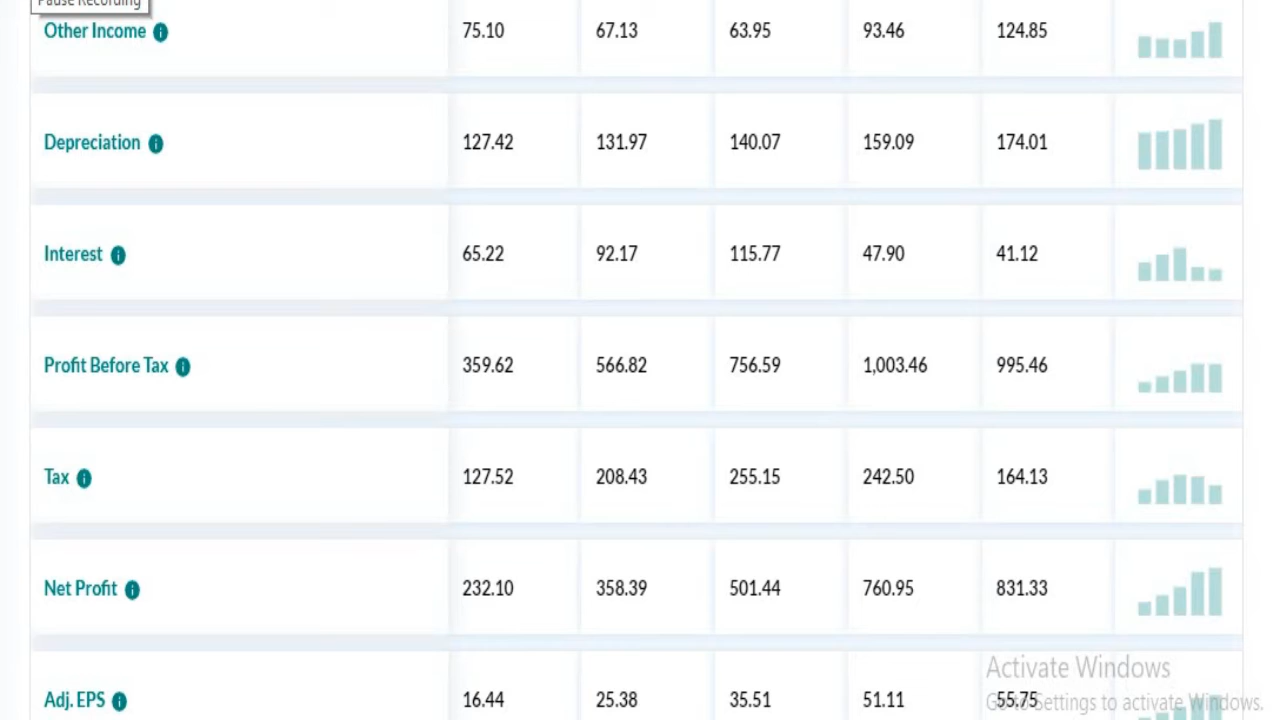 Pause Recording
Other Income 75.10 67.13 63.95 93.46 124.85
Depreciation 127.42 131.97 140.07 159.09 174.01
Interest 65.22 92.17 115.77 47.90 41.12
Profit Before Tax 359.62 566.82 756.59 1,003.46 995.46
Tax 127.52 208.43 255.15 242.50 164.13
Net Profit 232.10 358.39 501.44 760.95 831.33
Activate Windows
Adj. EPS 16.44 25.38 35.51 51.11 55.75
Go to Settings to activate Windows.